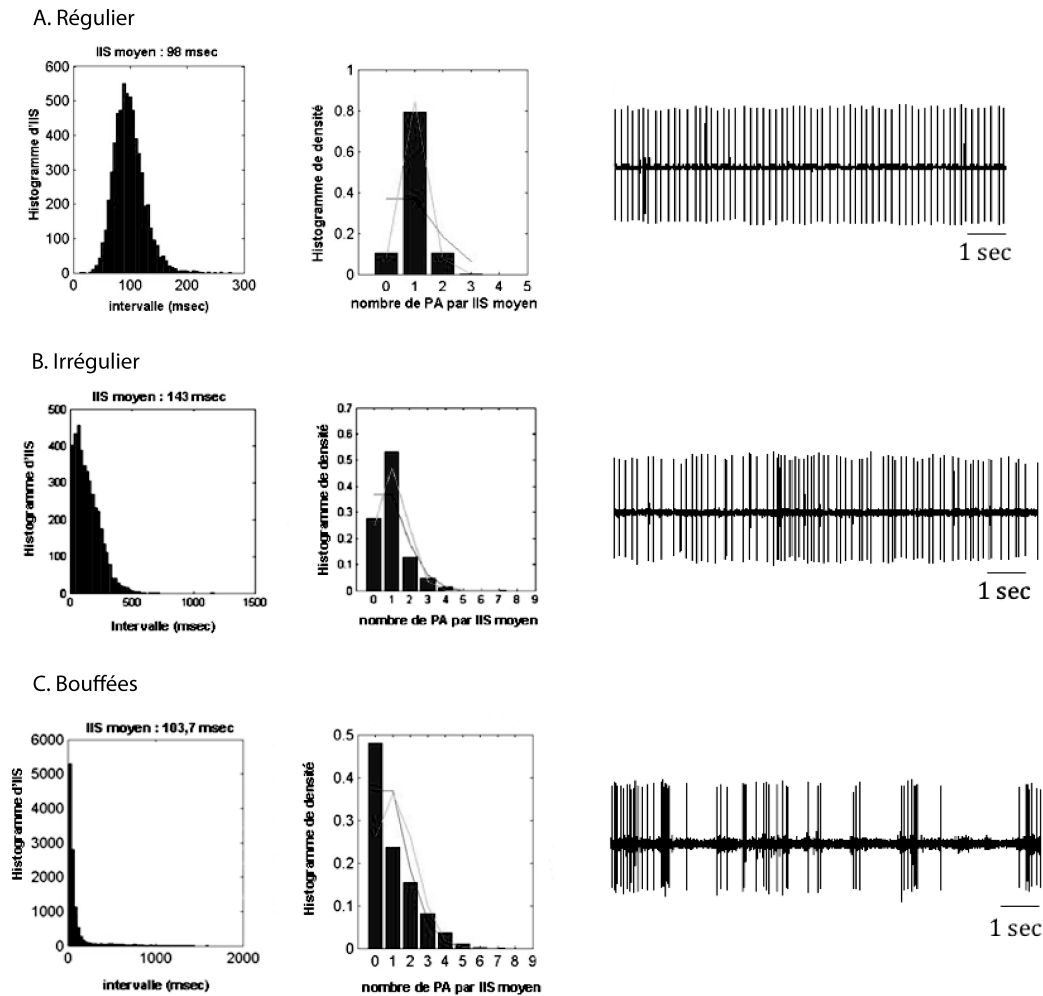 A. Régulier
IIS moyen : 98 msec
600
500
400
300
200
100
0
Histogramme d'IIS
0 100 200 300
intervalle (msec)
1
0.8
0.6
0.4
0.2
0
Histogramme de densité
0 1 2 3 4 5
nombre de PA par IIS moyen
1 sec
B. Irrégulier
IIS moyen : 143 msec
500
400
300
200
100
0
Histogramme d'IIS
0 500 1000 1500
Intervalle (msec)
0.7
0.6
0.5
0.4
0.3
0.2
0.1
0
Histogramme de densité
0 1 2 3 4 5 6 7 8 9
nombre de PA par IIS moyen
1 sec
C. Bouffées
IIS moyen : 103,7 msec
6000
5000
4000
3000
2000
1000
0
Histogramme d'IIS
0 1000 2000
intervalle (msec)
0.5
0.4
0.3
0.2
0.1
0
Histogramme de densité
0 1 2 3 4 5 6 7 8 9
nombre de PA par IIS moyen
1 sec